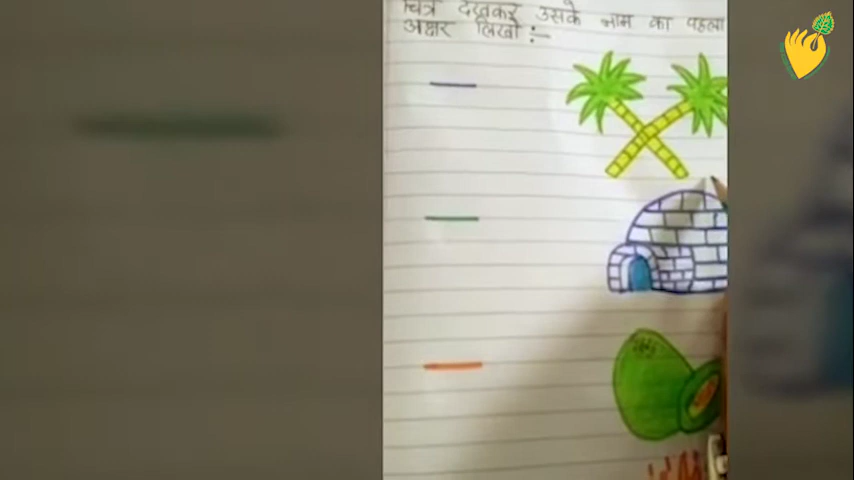 चित्र देखकर उसके नाम का पहला
अक्षर लिखो :-